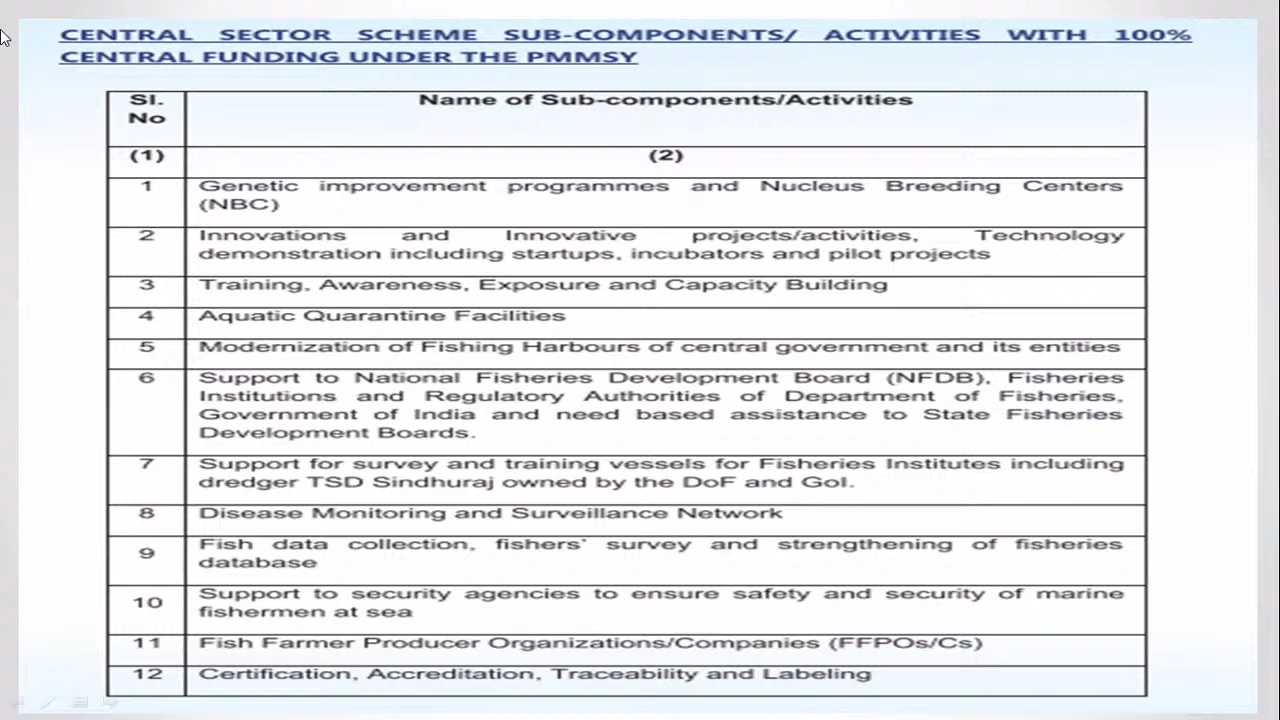 CENTRAL SECTOR SCHEME SUB-COMPONENTS/ ACTIVITIES WITH 100%
CENTRAL FUNDING UNDER THE PMMSY
Sl. No
Name of Sub-components/Activities
(1)
(2)
1
Genetic improvement programmes and Nucleus Breeding Centers
(NBC)
2
Innovations and Innovative projects/activities, Technology
demonstration including startups, incubators and pilot projects
3
Training, Awareness, Exposure and Capacity Building
4
Aquatic Quarantine Facilities
5
Modernization of Fishing Harbours of central government and its entities
6
Support to National Fisheries Development Board (NFDB), Fisheries
Institutions and Regulatory Authorities of Department of Fisheries,
Government of India and need based assistance to State Fisheries
Development Boards.
7
Support for survey and training vessels for Fisheries Institutes including
dredger TSD Sindhuraj owned by the DoF and GoI.
8
Disease Monitoring and Surveillance Network
9
Fish data collection, fishers' survey and strengthening of fisheries
database
10
Support to security agencies to ensure safety and security of marine
fishermen at sea
11
Fish Farmer Producer Organizations/Companies (FFPOs/Cs)
12
Certification, Accreditation, Traceability and Labeling